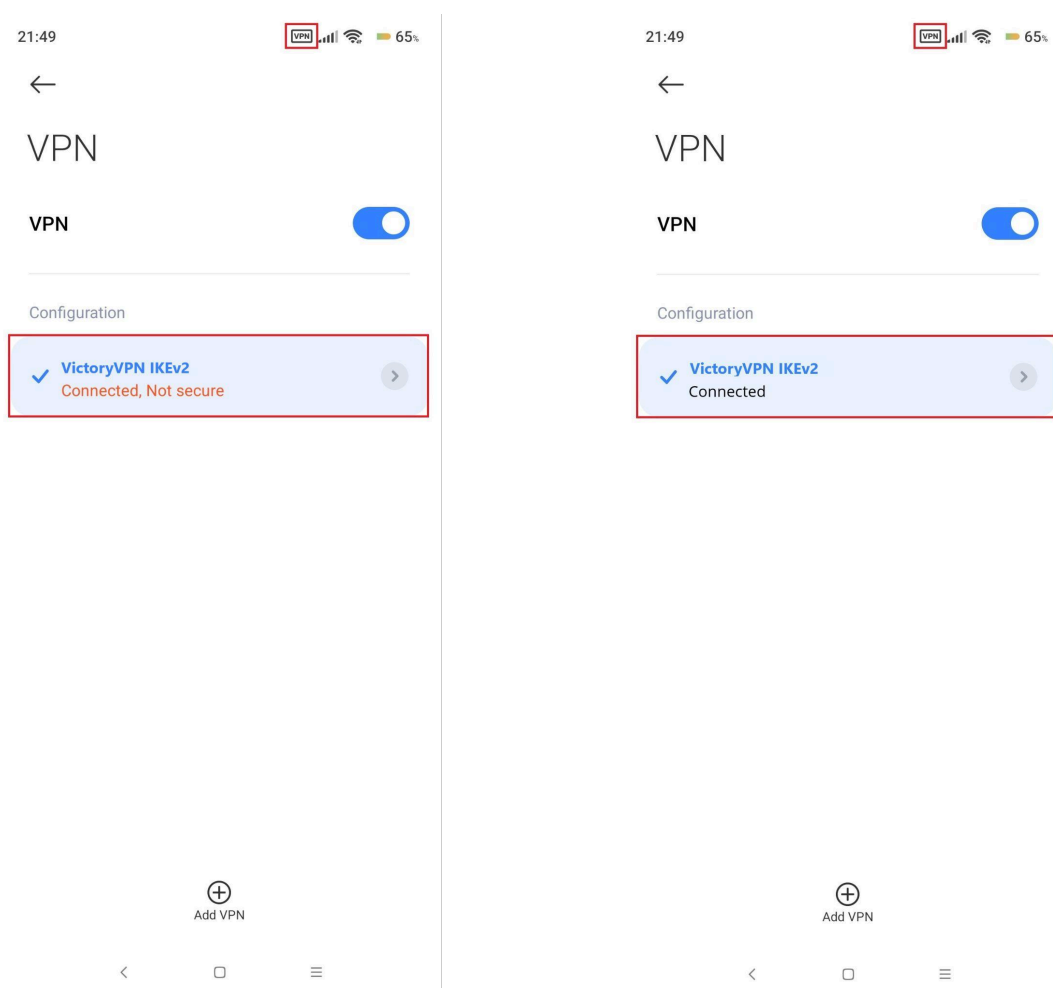 21:49
VPN
65%
VPN
VPN
Configuration
VictoryVPN IKEv2
Connected, Not secure
Add VPN
21:49
VPN
65%
VPN
VPN
Configuration
VictoryVPN IKEv2
Connected
Add VPN